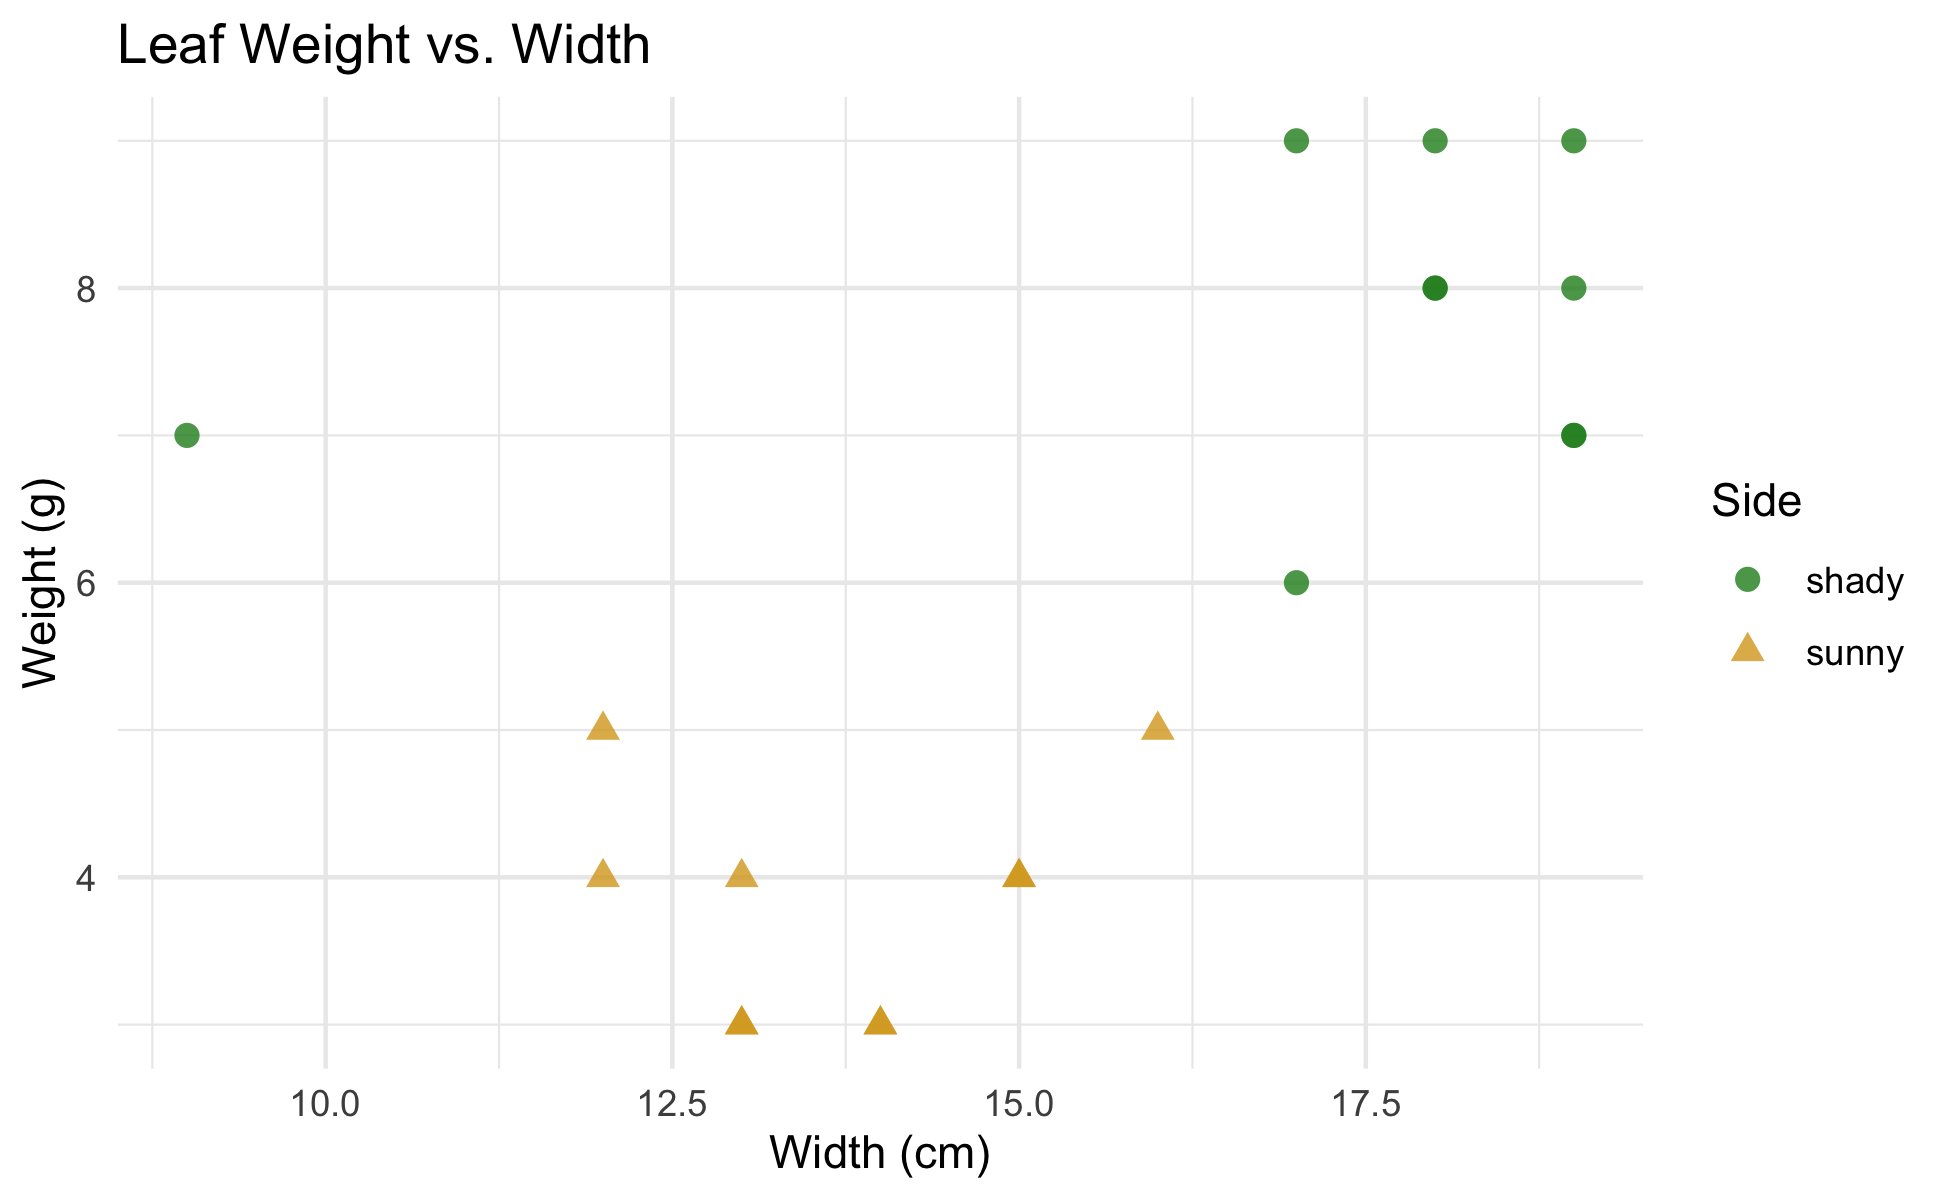 Leaf Weight vs. Width
8
6
4
Weight (g)
10.0 12.5 15.0 17.5
Width (cm)
Side
shady
sunny